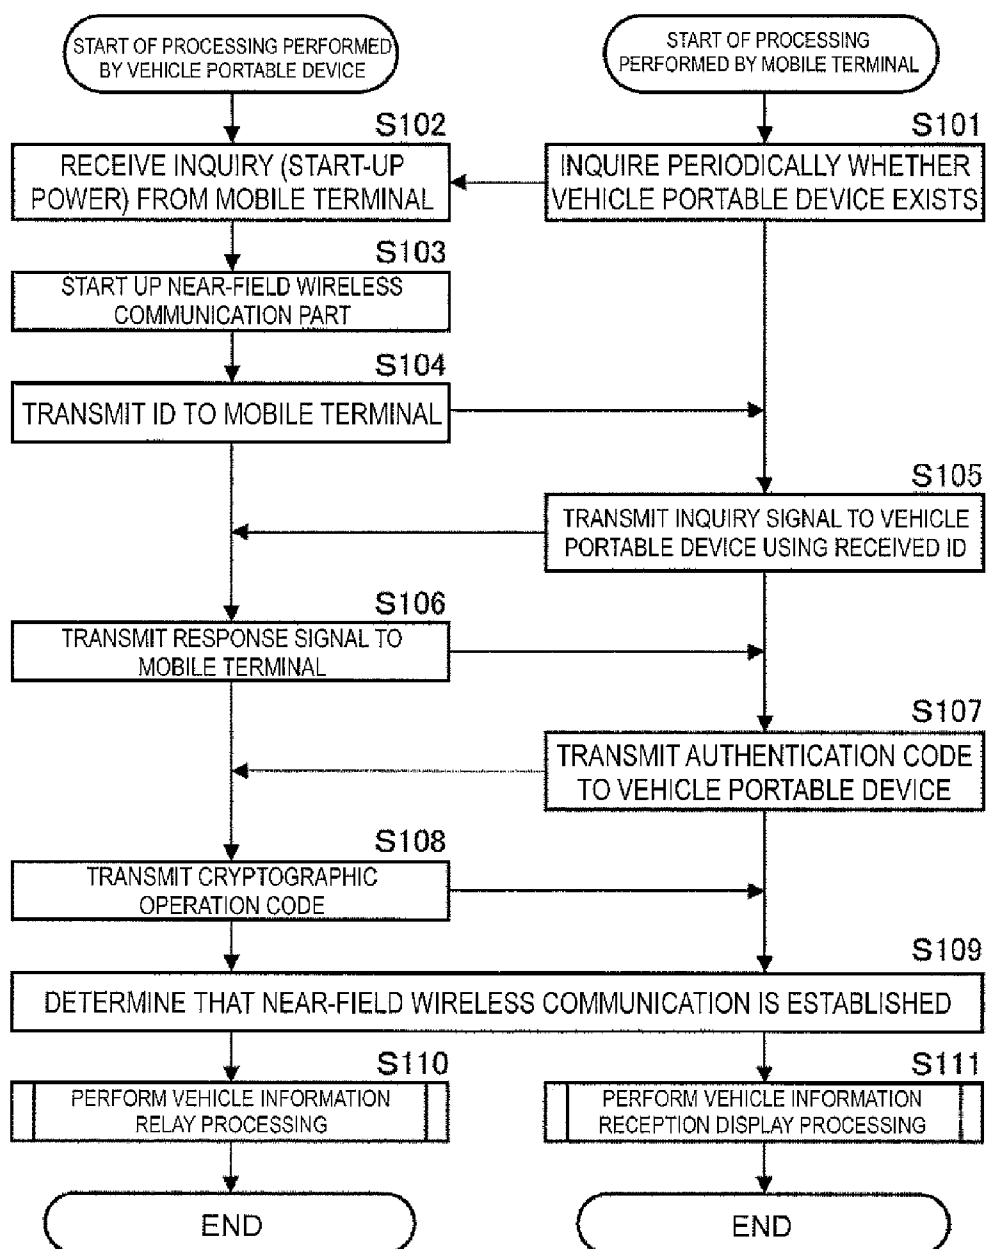 START OF PROCESSING PERFORMED
BY VEHICLE PORTABLE DEVICE
START OF PROCESSING
PERFORMED BY MOBILE TERMINAL
S102
RECEIVE INQUIRY (START-UP
POWER) FROM MOBILE TERMINAL
S101
INQUIRE PERIODICALLY WHETHER
VEHICLE PORTABLE DEVICE EXISTS
S103
START UP NEAR-FIELD WIRELESS
COMMUNICATION PART
S104
TRANSMIT ID TO MOBILE TERMINAL
S105
TRANSMIT INQUIRY SIGNAL TO VEHICLE
PORTABLE DEVICE USING RECEIVED ID
S106
TRANSMIT RESPONSE SIGNAL TO
MOBILE TERMINAL
S107
TRANSMIT AUTHENTICATION CODE
TO VEHICLE PORTABLE DEVICE
S108
TRANSMIT CRYPTOGRAPHIC
OPERATION CODE
S109
DETERMINE THAT NEAR-FIELD WIRELESS COMMUNICATION IS ESTABLISHED
S110
PERFORM VEHICLE INFORMATION
RELAY PROCESSING
S111
PERFORM VEHICLE INFORMATION
RECEPTION DISPLAY PROCESSING
END
END